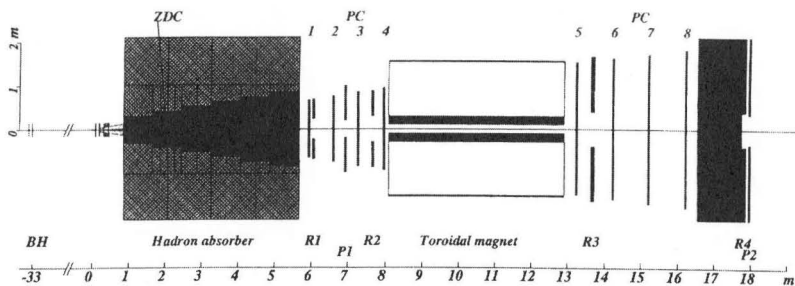 ZDC PC PC
1 2 3 4 5 6 7 8
2 m
1
0
BH Hadron absorber R1 P1 R2 Toroidal magnet R3 R4 P2
-33 0 1 2 3 4 5 6 7 8 9 10 11 12 13 14 15 16 17 18 m